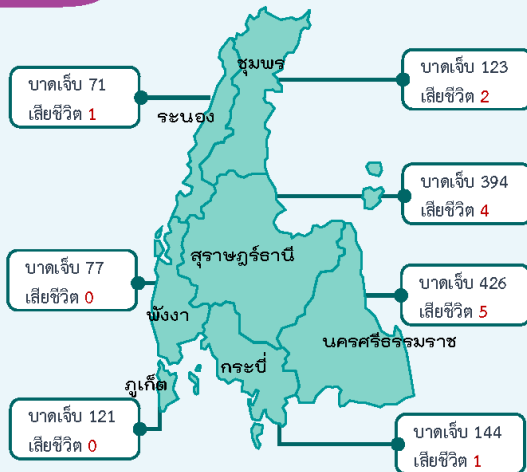 ชุมพร
บาดเจ็บ 71
เสียชีวิต 1
บาดเจ็บ 123
เสียชีวิต 2
ระนอง
บาดเจ็บ 394
เสียชีวิต 4
สุราษฎร์ธานี
บาดเจ็บ 77
เสียชีวิต 0
บาดเจ็บ 426
เสียชีวิต 5
พังงา
นครศรีธรรมราช
กระบี่
ภูเก็ต
บาดเจ็บ 121
เสียชีวิต 0
บาดเจ็บ 144
เสียชีวิต 1